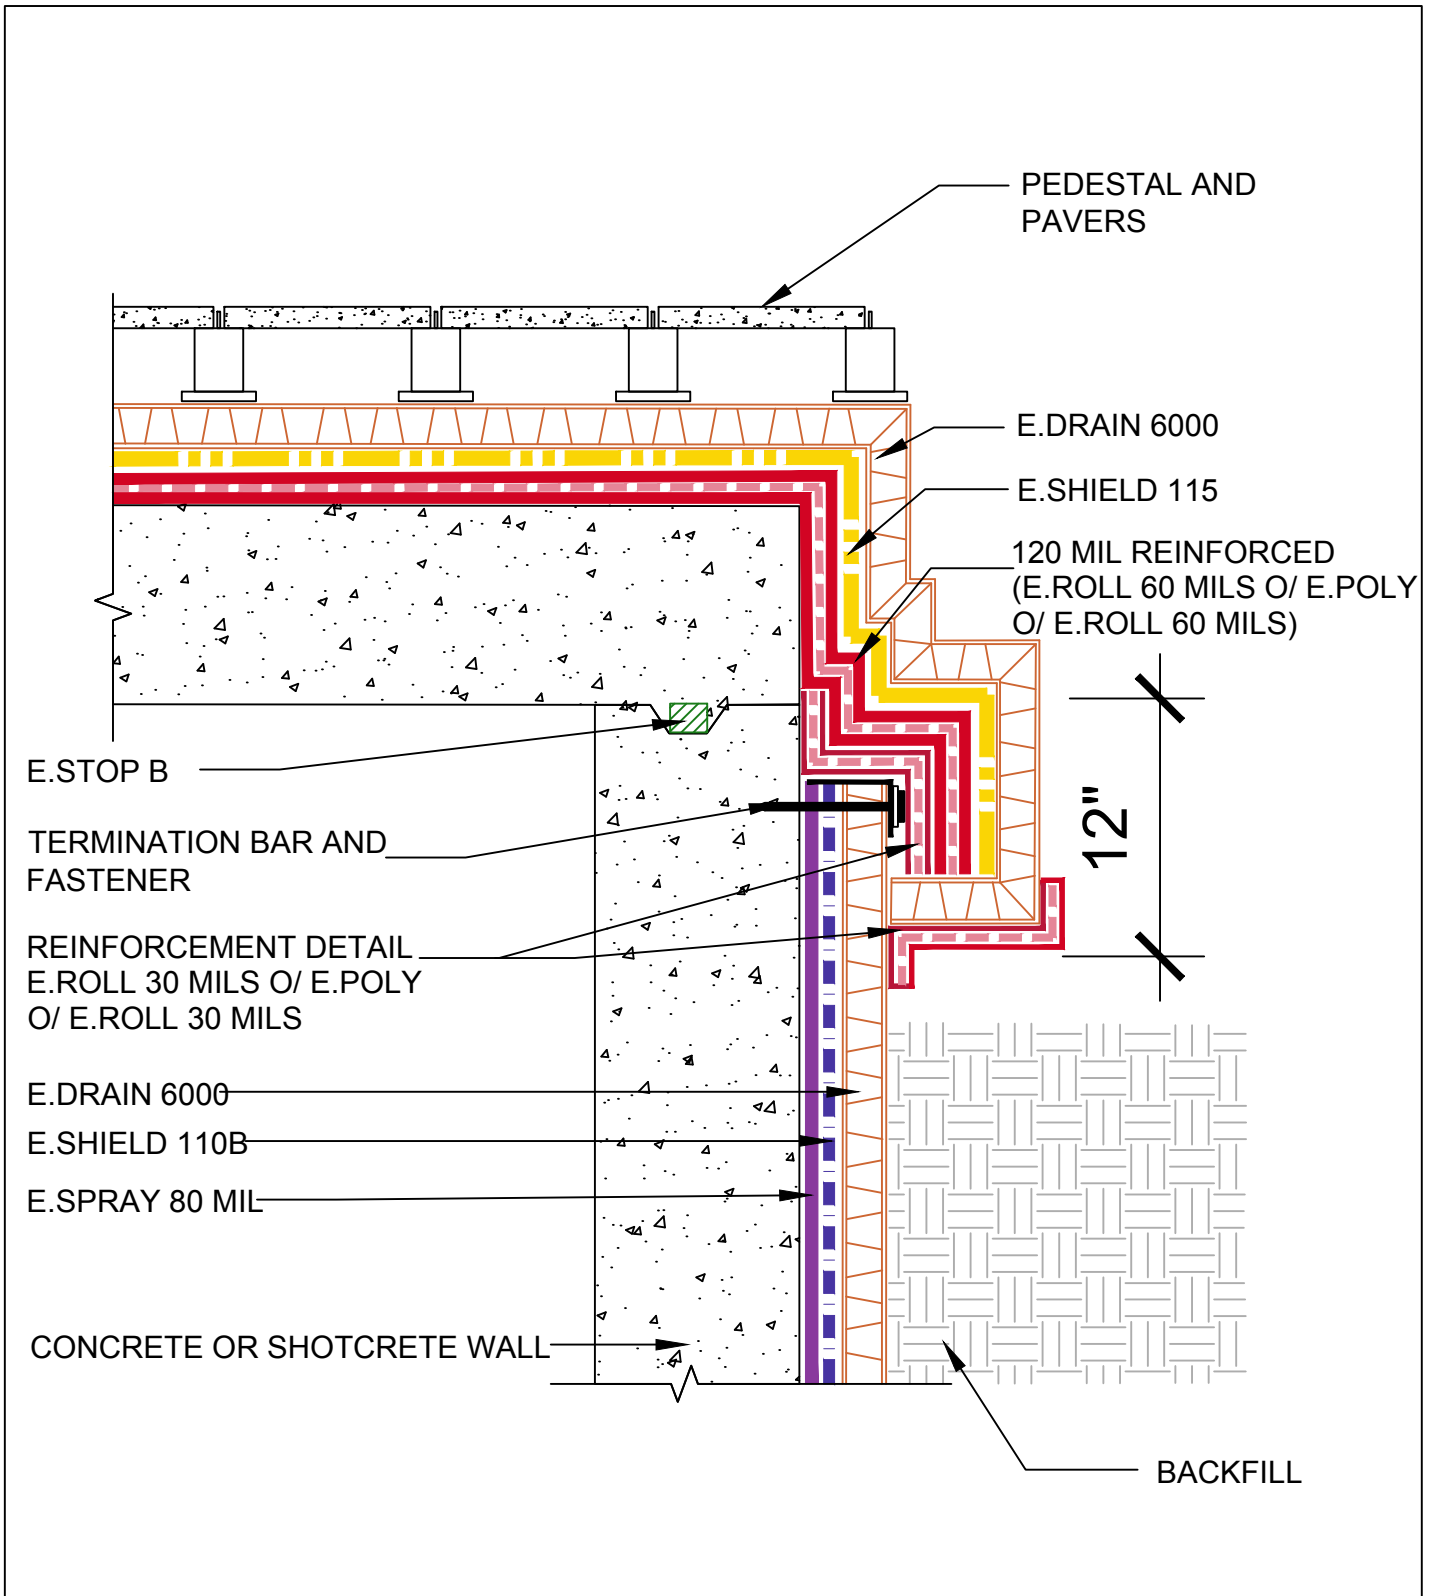 PEDESTAL AND
PAVERS
E.DRAIN 6000
E.SHIELD 115
120 MIL REINFORCED
(E.ROLL 60 MILS O/ E.POLY
O/ E.ROLL 60 MILS)
12"
E.STOP B
TERMINATION BAR AND
FASTENER
REINFORCEMENT DETAIL
E.ROLL 30 MILS O/ E.POLY
O/ E.ROLL 30 MILS
E.DRAIN 6000
E.SHIELD 110B
E.SPRAY 80 MIL
CONCRETE OR SHOTCRETE WALL
BACKFILL